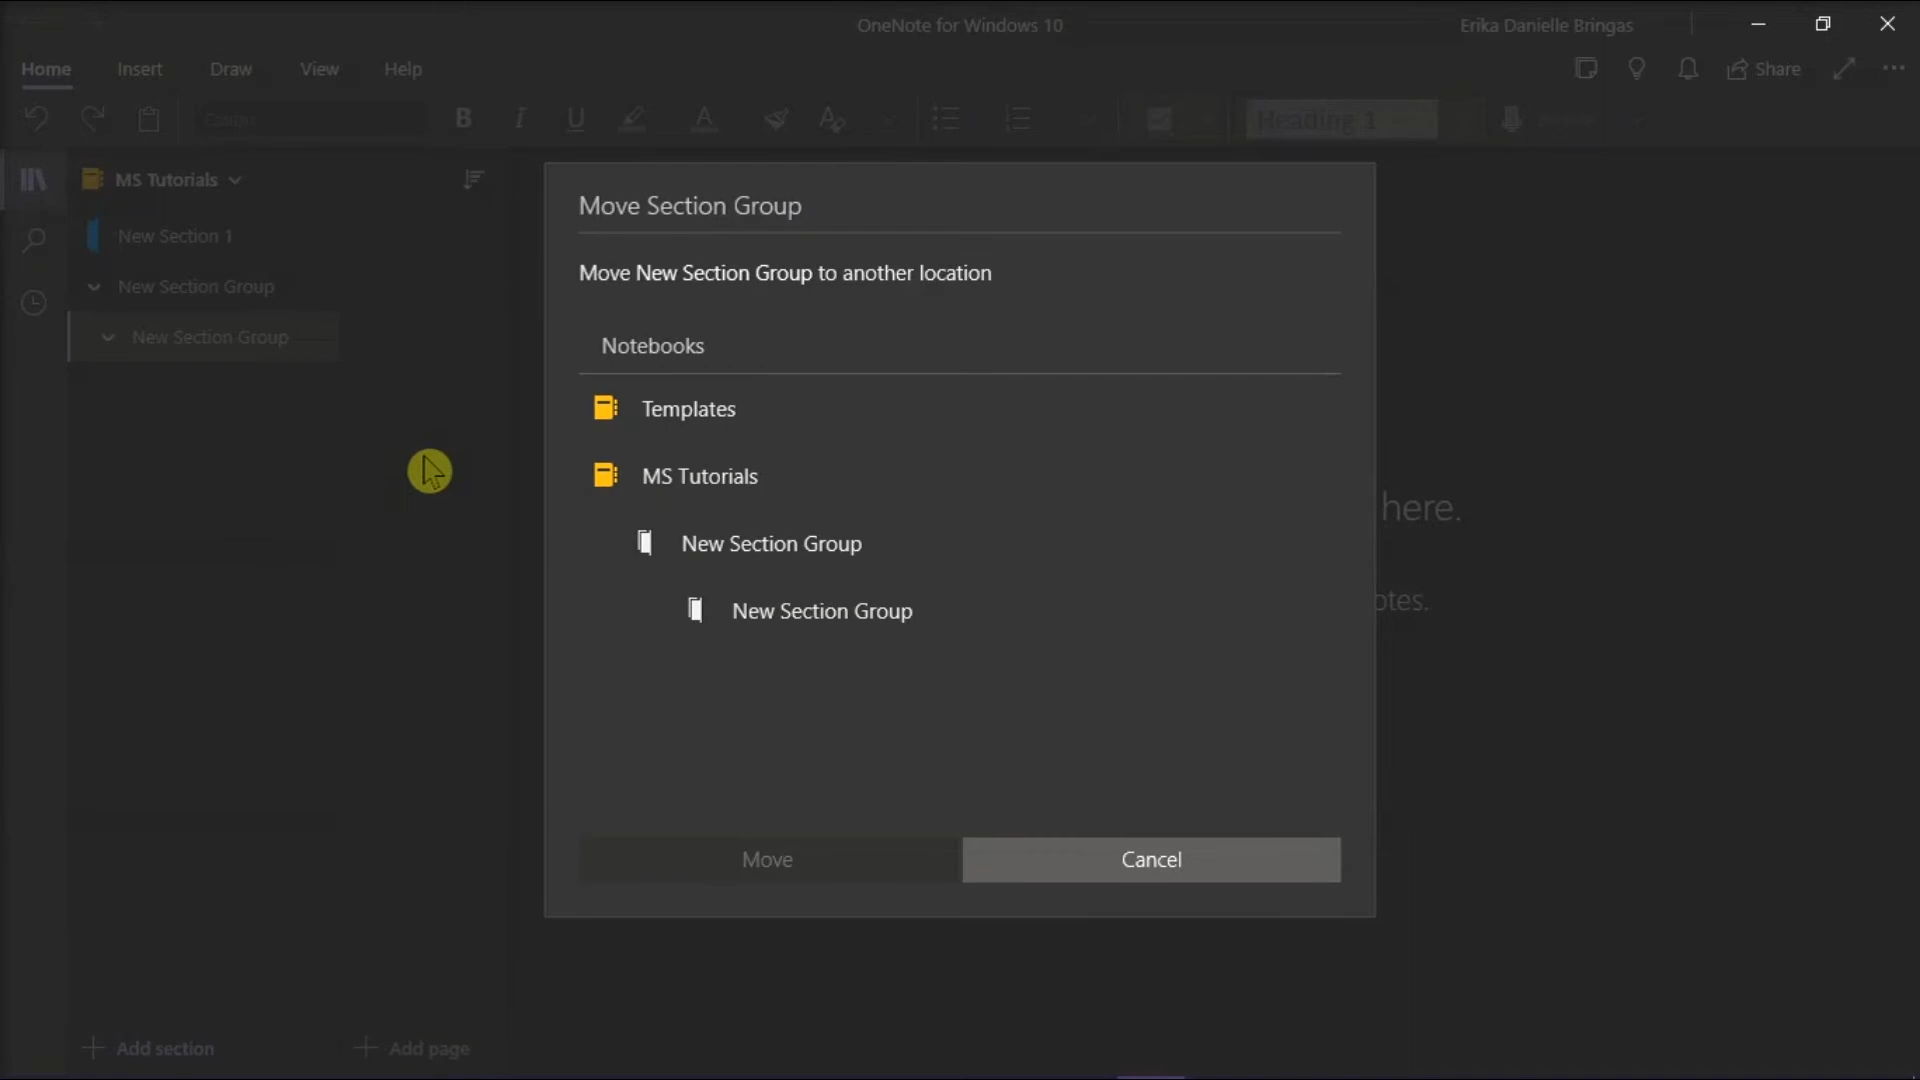 OneNote for Windows 10
Erika Danielle Bringas
Home Insert Draw View Help
Share
B I U A A
Heading 1
MS Tutorials
New Section 1
New Section Group
New Section Group
Move Section Group
Move New Section Group to another location
Notebooks
Templates
MS Tutorials
New Section Group
New Section Group
here.
otes.
Move Cancel
Add section Add page